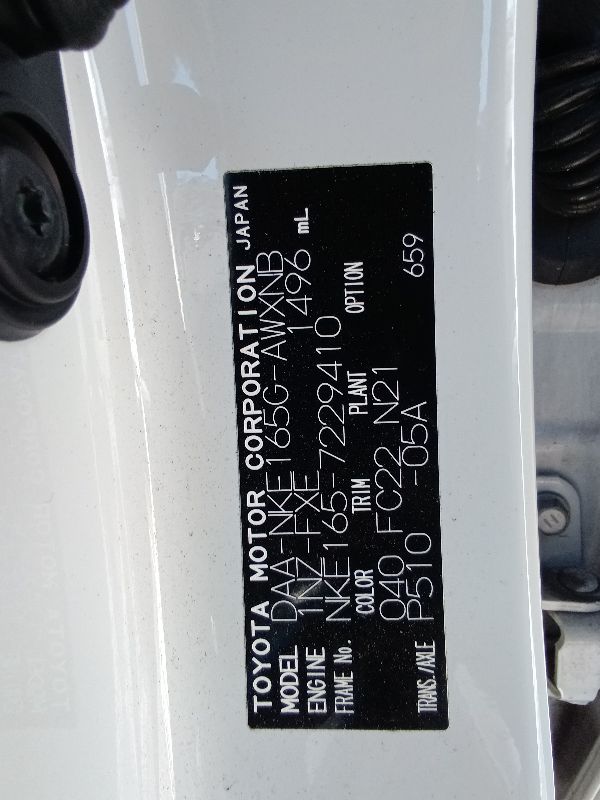 TOYOTA MOTOR CORPORATION JAPAN
MODEL DAA-NKE165G-AWXNB
ENGINE 1NZ-FXE 1496 mL
FRAME No. NKE165-7229410
COLOR TRIM PLANT OPTION
040 FC22 N21
TRANS./AXLE P510 -05A 659